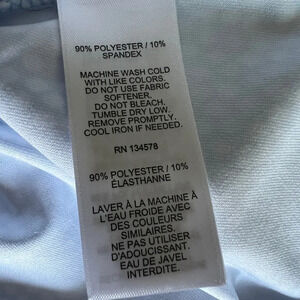 90% POLYESTER / 10%
SPANDEX
MACHINE WASH COLD
WITH LIKE COLORS.
DO NOT USE FABRIC
SOFTENER.
DO NOT BLEACH.
TUMBLE DRY LOW.
REMOVE PROMPTLY.
COOL IRON IF NEEDED.
RN 134578
90% POLYESTER / 10%
ÉLASTHANNE
LAVER À LA MACHINE À
L'EAU FROIDE AVEC
DES COULEURS
SIMILAIRES.
NE PAS UTILISER
D'ADOUCISSANT.
EAU DE JAVEL
INTERDITE.